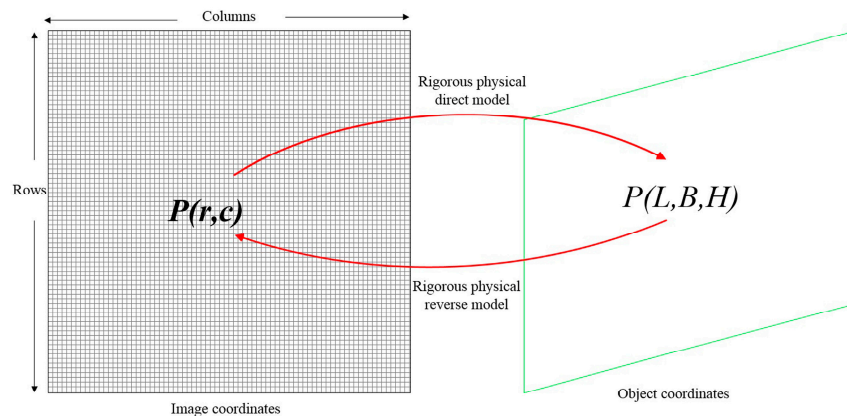 Columns
Rigorous physical
direct model
Rows
P(r,c)
P(L,B,H)
Rigorous physical
reverse model
Image coordinates
Object coordinates